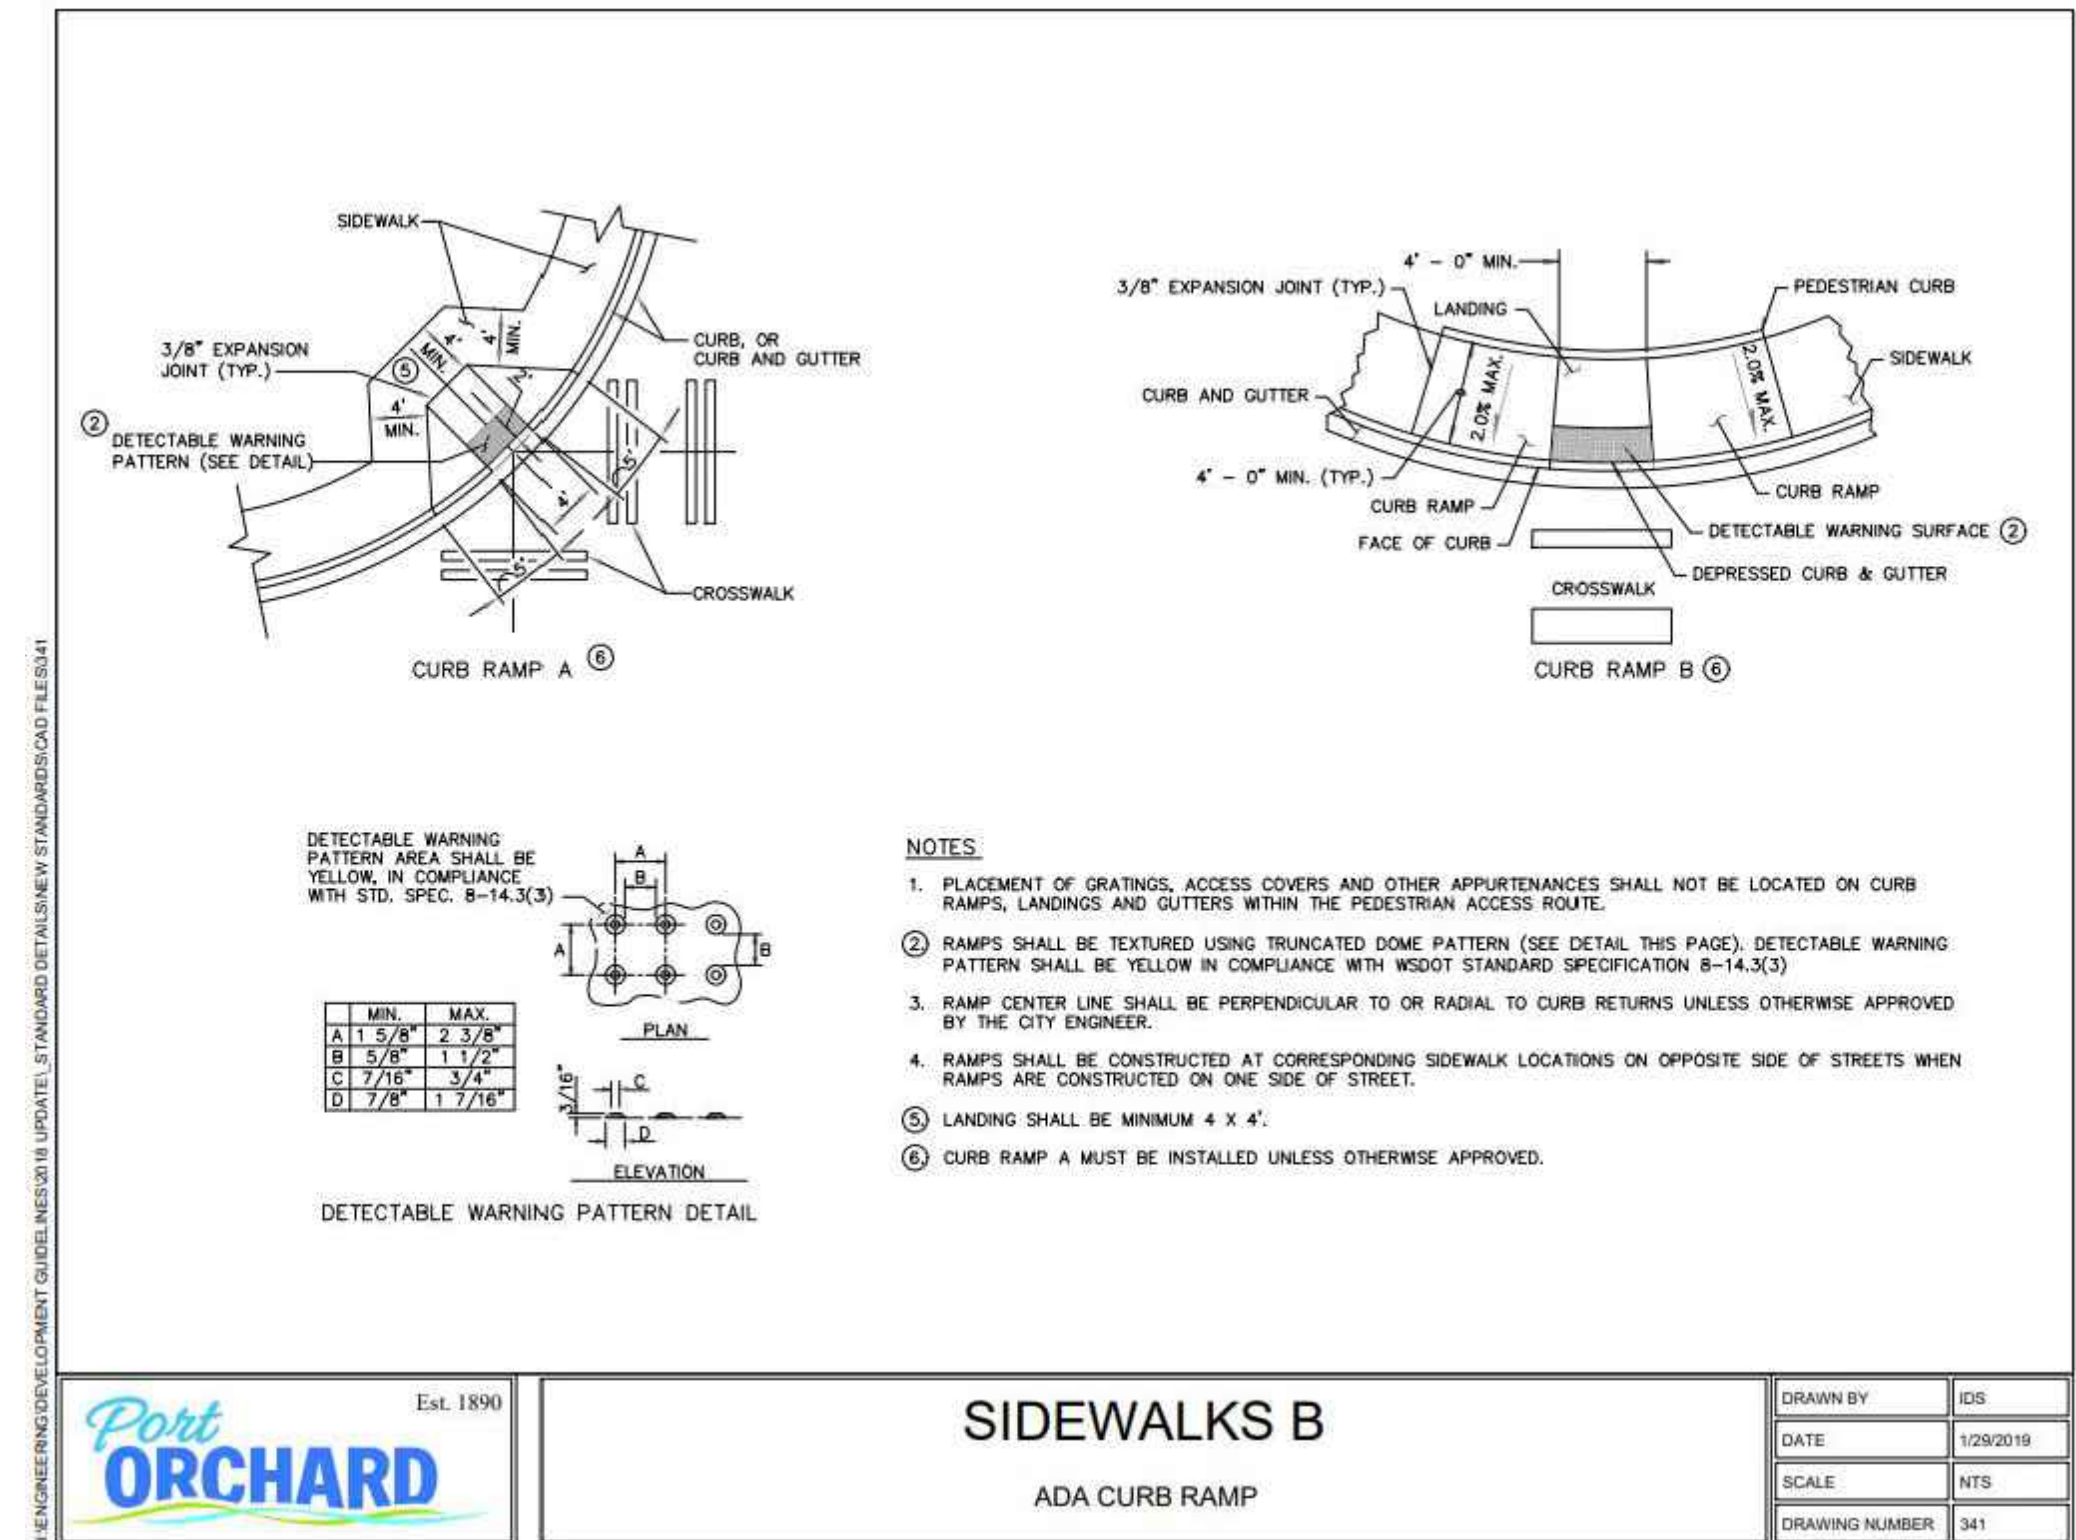 SIDEWALK
3/8" EXPANSION
JOINT (TYP.)
2
DETECTABLE WARNING
PATTERN (SEE DETAIL)
4'
MIN.
5
4'
MIN.
4'
MIN.
2'
CURB, OR
CURB AND GUTTER
5'
4'
5'
CROSSWALK
CURB RAMP A 6
4' - 0" MIN.
3/8" EXPANSION JOINT (TYP.)
LANDING
PEDESTRIAN CURB
SIDEWALK
CURB AND GUTTER
2.0% MAX.
2.0% MAX.
4' - 0" MIN. (TYP.)
CURB RAMP
FACE OF CURB
CURB RAMP
DETECTABLE WARNING SURFACE 2
DEPRESSED CURB & GUTTER
CROSSWALK
CURB RAMP B 6
DETECTABLE WARNING
PATTERN AREA SHALL BE
YELLOW, IN COMPLIANCE
WITH STD. SPEC. 8-14.3(3)
A
B
A
B
PLAN
MIN. MAX.
A 1 5/8" 2 3/8"
B 5/8" 1 1/2"
C 7/16" 3/4"
D 7/8" 1 7/16"
3/16"
C
D
ELEVATION
DETECTABLE WARNING PATTERN DETAIL
NOTES
1. PLACEMENT OF GRATINGS, ACCESS COVERS AND OTHER APPURTENANCES SHALL NOT BE LOCATED ON CURB
RAMPS, LANDINGS AND GUTTERS WITHIN THE PEDESTRIAN ACCESS ROUTE.
2. RAMPS SHALL BE TEXTURED USING TRUNCATED DOME PATTERN (SEE DETAIL THIS PAGE). DETECTABLE WARNING
PATTERN SHALL BE YELLOW IN COMPLIANCE WITH WSDOT STANDARD SPECIFICATION 8-14.3(3)
3. RAMP CENTER LINE SHALL BE PERPENDICULAR TO OR RADIAL TO CURB RETURNS UNLESS OTHERWISE APPROVED
BY THE CITY ENGINEER.
4. RAMPS SHALL BE CONSTRUCTED AT CORRESPONDING SIDEWALK LOCATIONS ON OPPOSITE SIDE OF STREETS WHEN
RAMPS ARE CONSTRUCTED ON ONE SIDE OF STREET.
5. LANDING SHALL BE MINIMUM 4 X 4'.
6. CURB RAMP A MUST BE INSTALLED UNLESS OTHERWISE APPROVED.
:\ENGINEERING\DEVELOPMENT GUIDELINES\2018 UPDATE\_STANDARD DETAILS\NEW STANDARDS\CAD FILES\341
Port
ORCHARD
Est. 1890
SIDEWALKS B
ADA CURB RAMP
DRAWN BY IDS
DATE 1/29/2019
SCALE NTS
DRAWING NUMBER 341